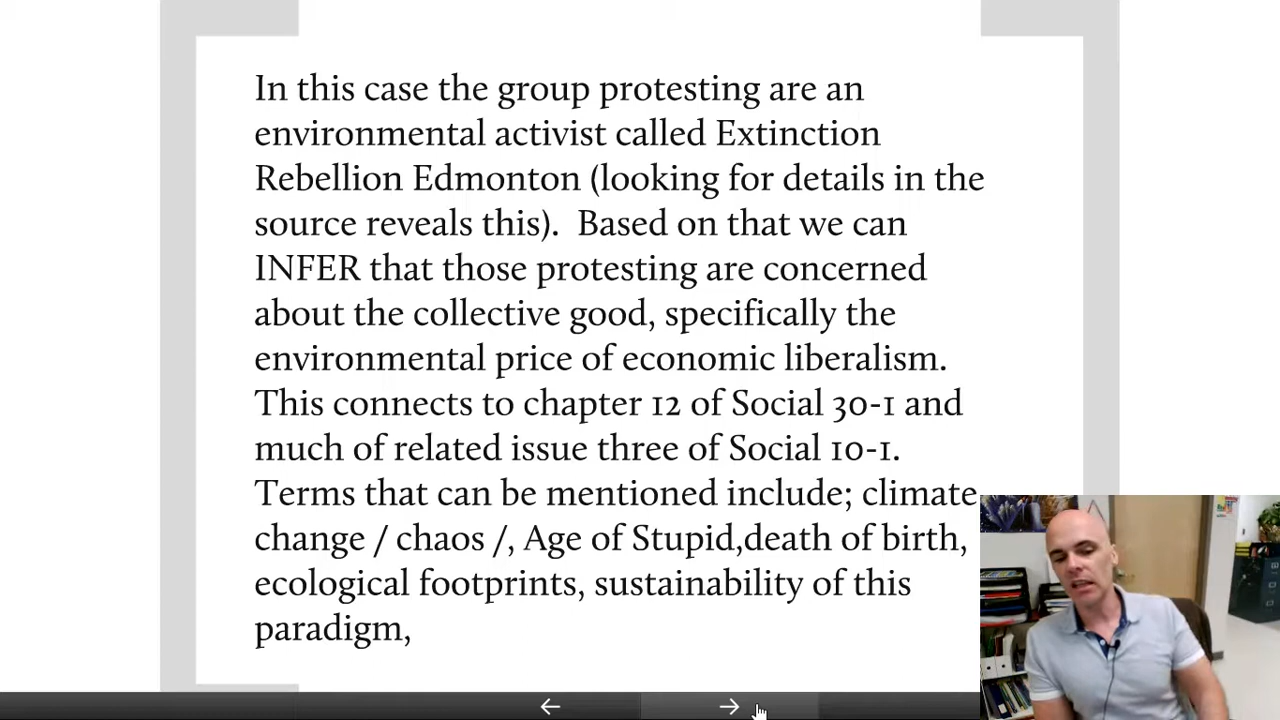 In this case the group protesting are an
environmental activist called Extinction
Rebellion Edmonton (looking for details in the
source reveals this).  Based on that we can
INFER that those protesting are concerned
about the collective good, specifically the
environmental price of economic liberalism.
This connects to chapter 12 of Social 30-1 and
much of related issue three of Social 10-1.
Terms that can be mentioned include; climate
change / chaos /, Age of Stupid,death of birth,
ecological footprints, sustainability of this
paradigm,